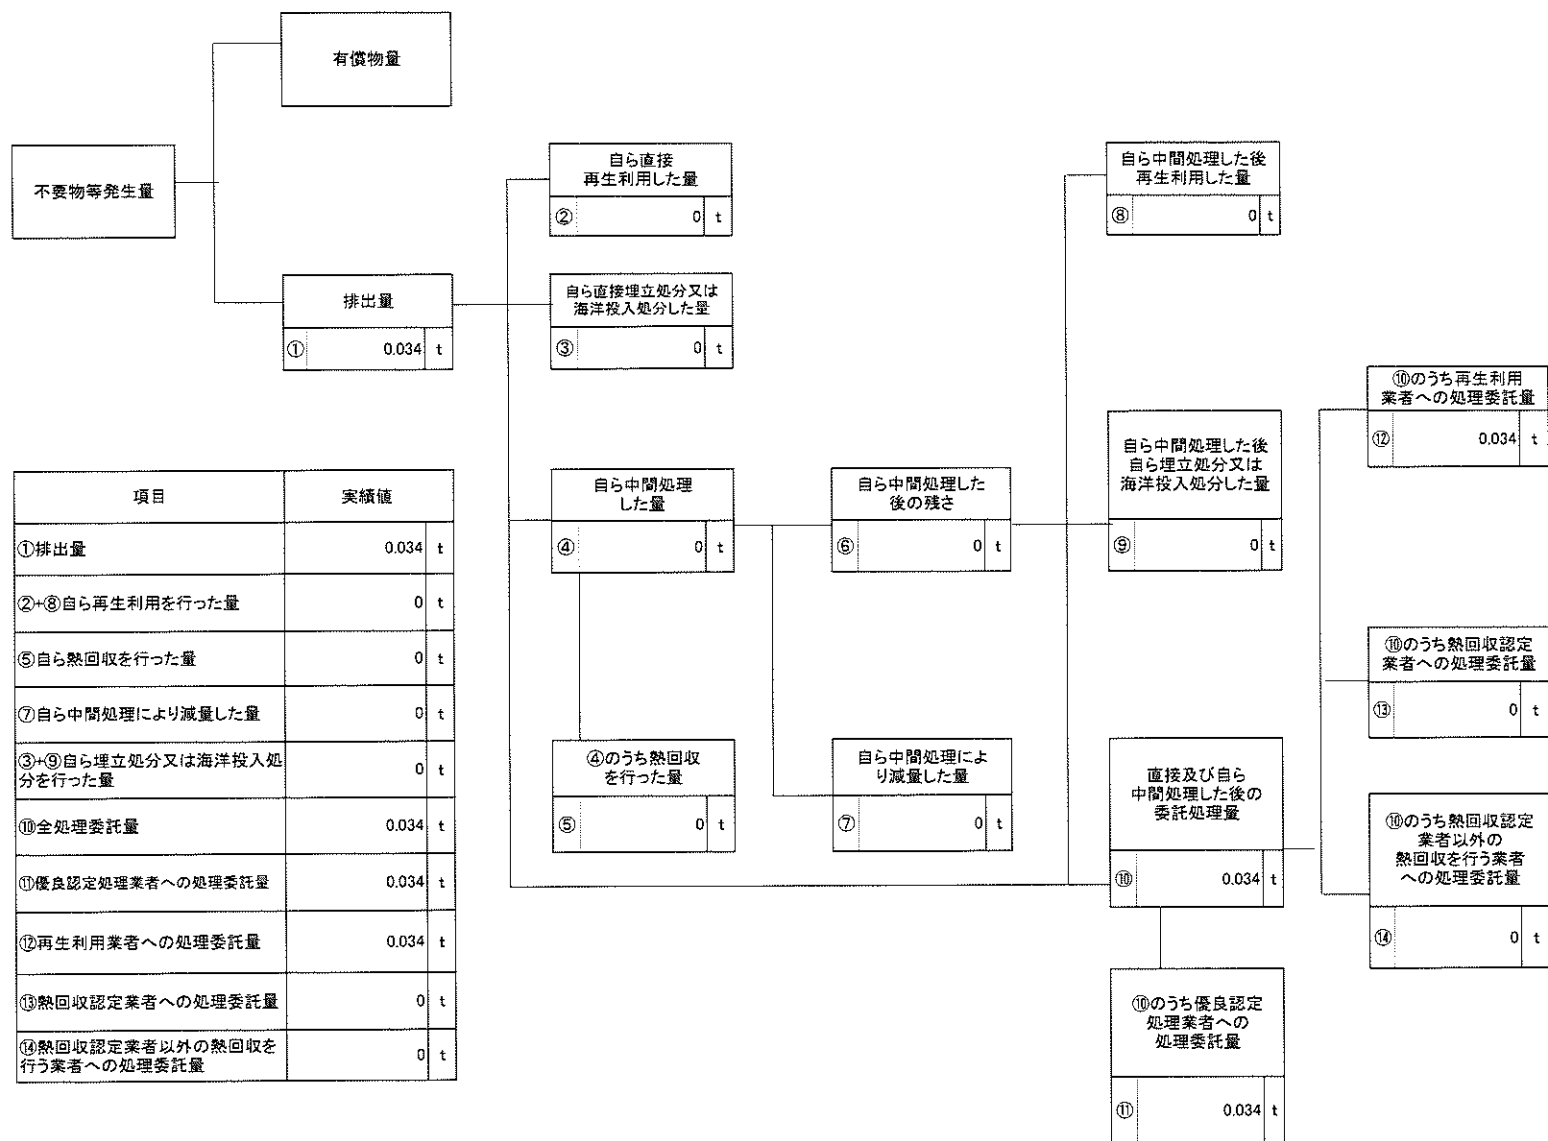 有償物量
不要物等発生量
排出量
① 0.034 t
自ら直接
再生利用した量
② 0 t
自ら直接埋立処分又は
海洋投入処分した量
③ 0 t
自ら中間処理
した量
④ 0 t
④のうち熱回収
を行った量
⑤ 0 t
自ら中間処理した
後の残さ
⑥ 0 t
自ら中間処理によ
り減量した量
⑦ 0 t
自ら中間処理した後
再生利用した量
⑧ 0 t
自ら中間処理した後
自ら埋立処分又は
海洋投入処分した量
⑨ 0 t
直接及び自ら
中間処理した後の
委託処理量
⑩ 0.034 t
⑩のうち優良認定
処理業者への
処理委託量
⑪ 0.034 t
⑩のうち再生利用
業者への処理委託量
⑫ 0.034 t
⑩のうち熱回収認定
業者への処理委託量
⑬ 0 t
⑩のうち熱回収認定
業者以外の
熱回収を行う業者
への処理委託量
⑭ 0 t
項目 実績値
①排出量 0.034 t
②+⑧自ら再生利用を行った量 0 t
⑤自ら熱回収を行った量 0 t
⑦自ら中間処理により減量した量 0 t
③+⑨自ら埋立処分又は海洋投入処
分を行った量 0 t
⑩全処理委託量 0.034 t
⑪優良認定処理業者への処理委託量 0.034 t
⑫再生利用業者への処理委託量 0.034 t
⑬熱回収認定業者への処理委託量 0 t
⑭熱回収認定業者以外の熱回収を
行う業者への処理委託量 0 t